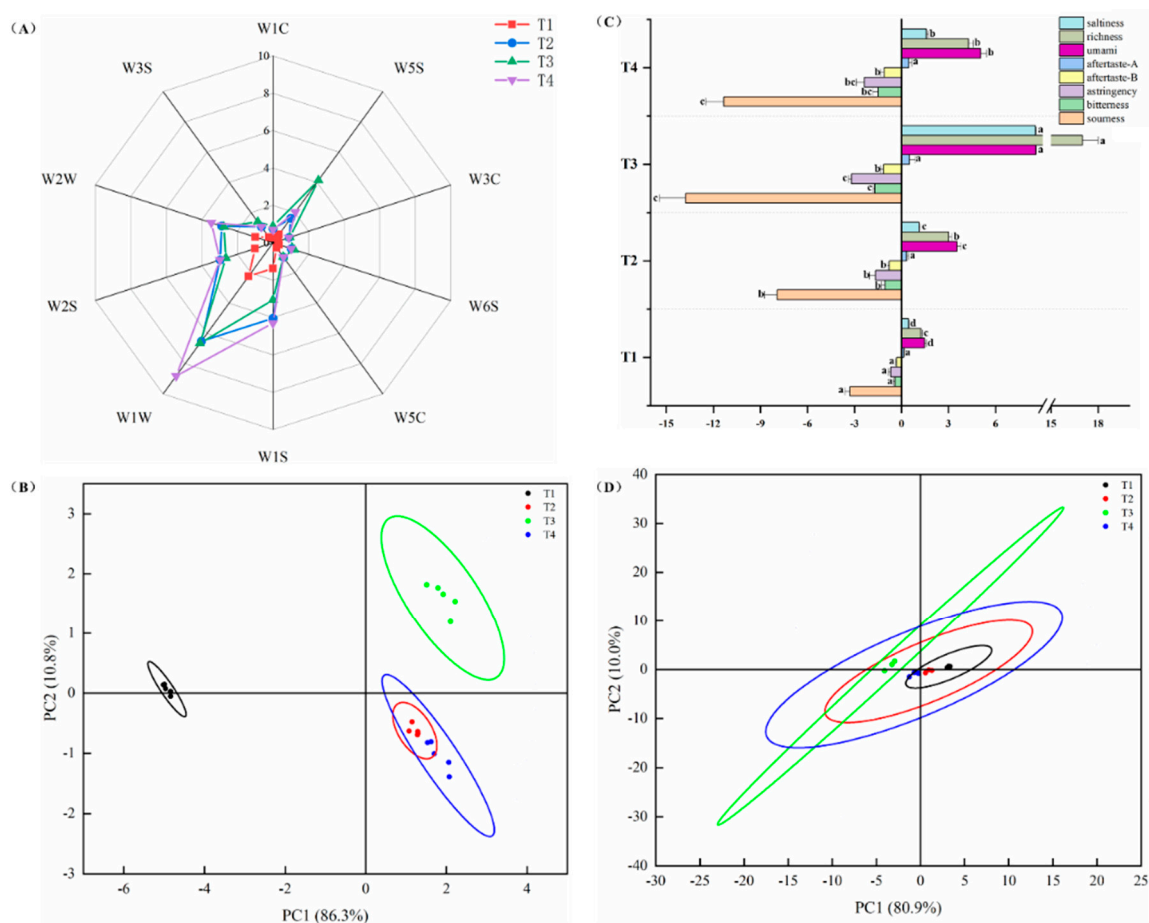 （A）
W1C
W5S
W3C
W6S
W5C
W1S
W1W
W2S
W2W
W3S
10
8
6
4
2
0
T1
T2
T3
T4
（C）
saltiness
richness
umami
aftertaste-A
aftertaste-B
astringency
bitterness
sourness
T4
b
b
b
a
b
bc
bc
c
T3
a
a
a
a
b
c
c
c
T2
c
b
c
a
b
b
b
b
T1
d
c
d
a
a
a
a
a
-15 -12 -9 -6 -3 0 3 6 15 18
（B）
T1
T2
T3
T4
3
2
1
0
-1
-2
-3
PC2 (10.8%)
-6 -4 -2 0 2 4
PC1 (86.3%)
（D）
T1
T2
T3
T4
40
30
20
10
0
-10
-20
-30
-40
PC2 (10.0%)
-30 -25 -20 -15 -10 -5 0 5 10 15 20 25
PC1 (80.9%)